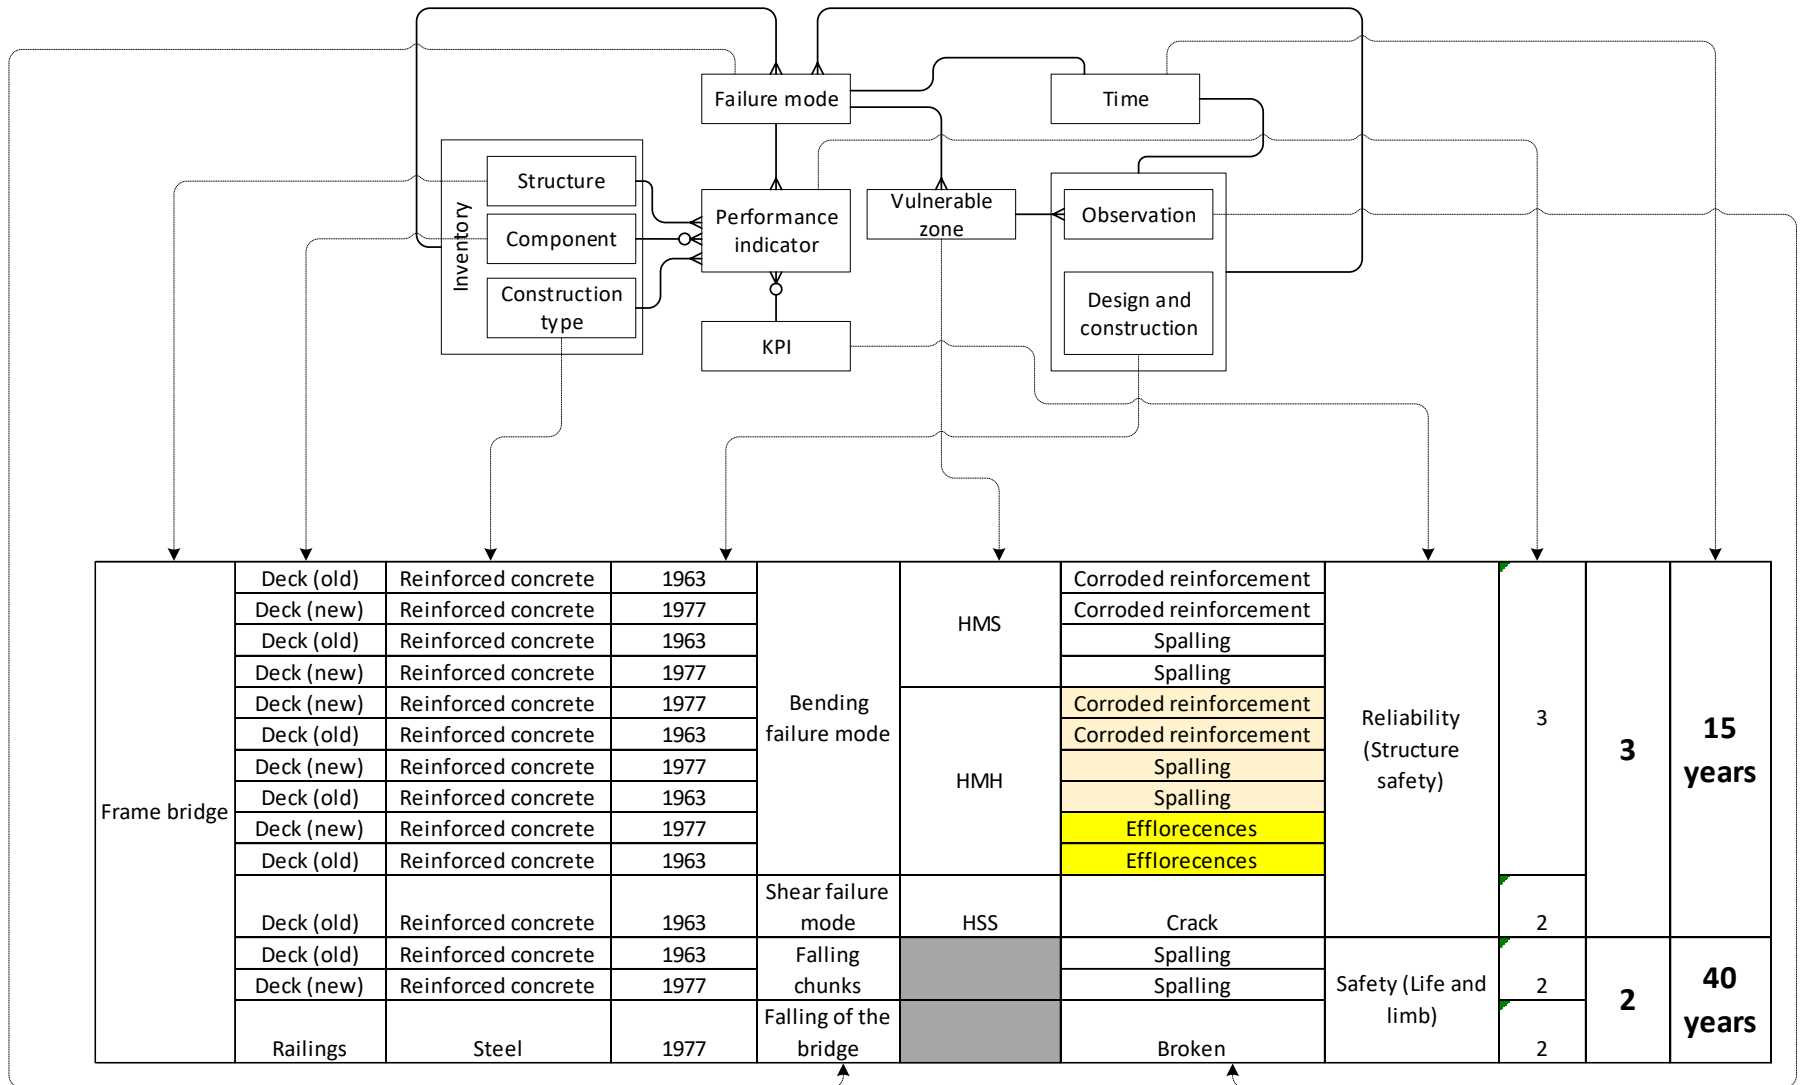 Failure mode
Time
Inventory
Structure
Component
Construction
type
Performance
indicator
KPI
Vulnerable
zone
Observation
Design and
construction
Frame bridge
Deck (old) Reinforced concrete 1963 Corroded reinforcement
Deck (new) Reinforced concrete 1977 Corroded reinforcement
HMS
Deck (old) Reinforced concrete 1963 Spalling
Deck (new) Reinforced concrete 1977 Spalling
Deck (new) Reinforced concrete 1977 Corroded reinforcement
Bending
failure mode
Deck (old) Reinforced concrete 1963 Corroded reinforcement
Deck (new) Reinforced concrete 1977 Spalling
HMH
Deck (old) Reinforced concrete 1963 Spalling
Deck (new) Reinforced concrete 1977 Efflorecences
Deck (old) Reinforced concrete 1963 Efflorecences
Reliability
(Structure
safety)
3
3
15
years
Shear failure
mode
Deck (old) Reinforced concrete 1963 HSS Crack 2
Deck (old) Reinforced concrete 1963 Spalling
Falling
chunks
Deck (new) Reinforced concrete 1977 Spalling 2
Safety (Life and
limb)
2
40
years
Falling of the
bridge
Railings Steel 1977 Broken 2